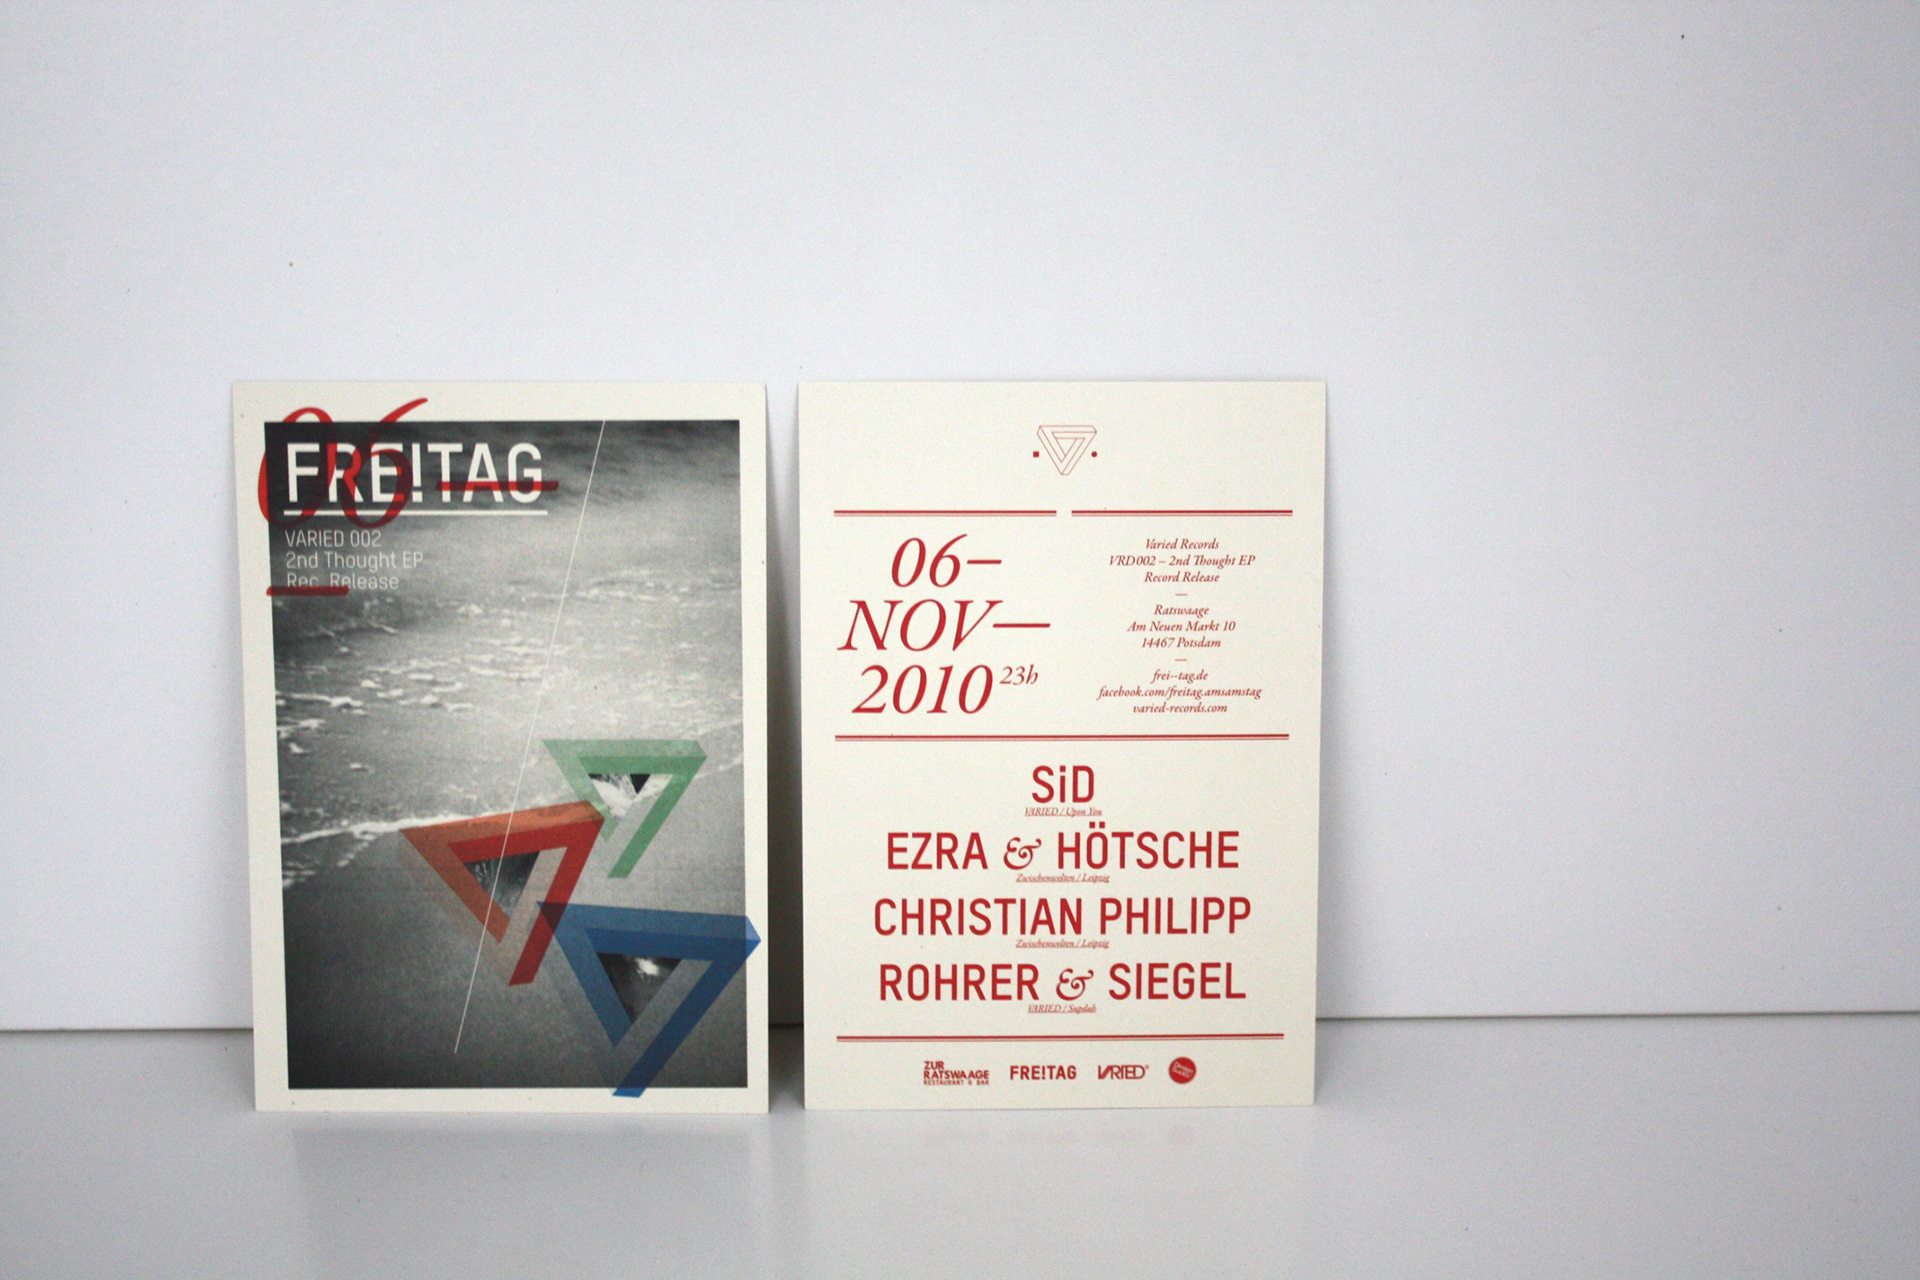 06—
FRE!TAG
VARIED 002
2nd Thought EP
Rec. Release
06–
NOV—
2010 23h
Varied Records
VRD002 – 2nd Thought EP
Record Release
—
Ratswaage
Am Neuen Markt 10
14467 Potsdam
—
frei--tag.de
facebook.com/freitag.amsamstag
varied-records.com
SiD
VARIED / Upon You
EZRA & HÖTSCHE
Zwischenwelten / Leipzig
CHRISTIAN PHILIPP
Zwischenwelten / Leipzig
ROHRER & SIEGEL
VARIED / Supdub
ZUR
RATSWAAGE
RESTAURANT & BAR
FRE!TAG
VARIED